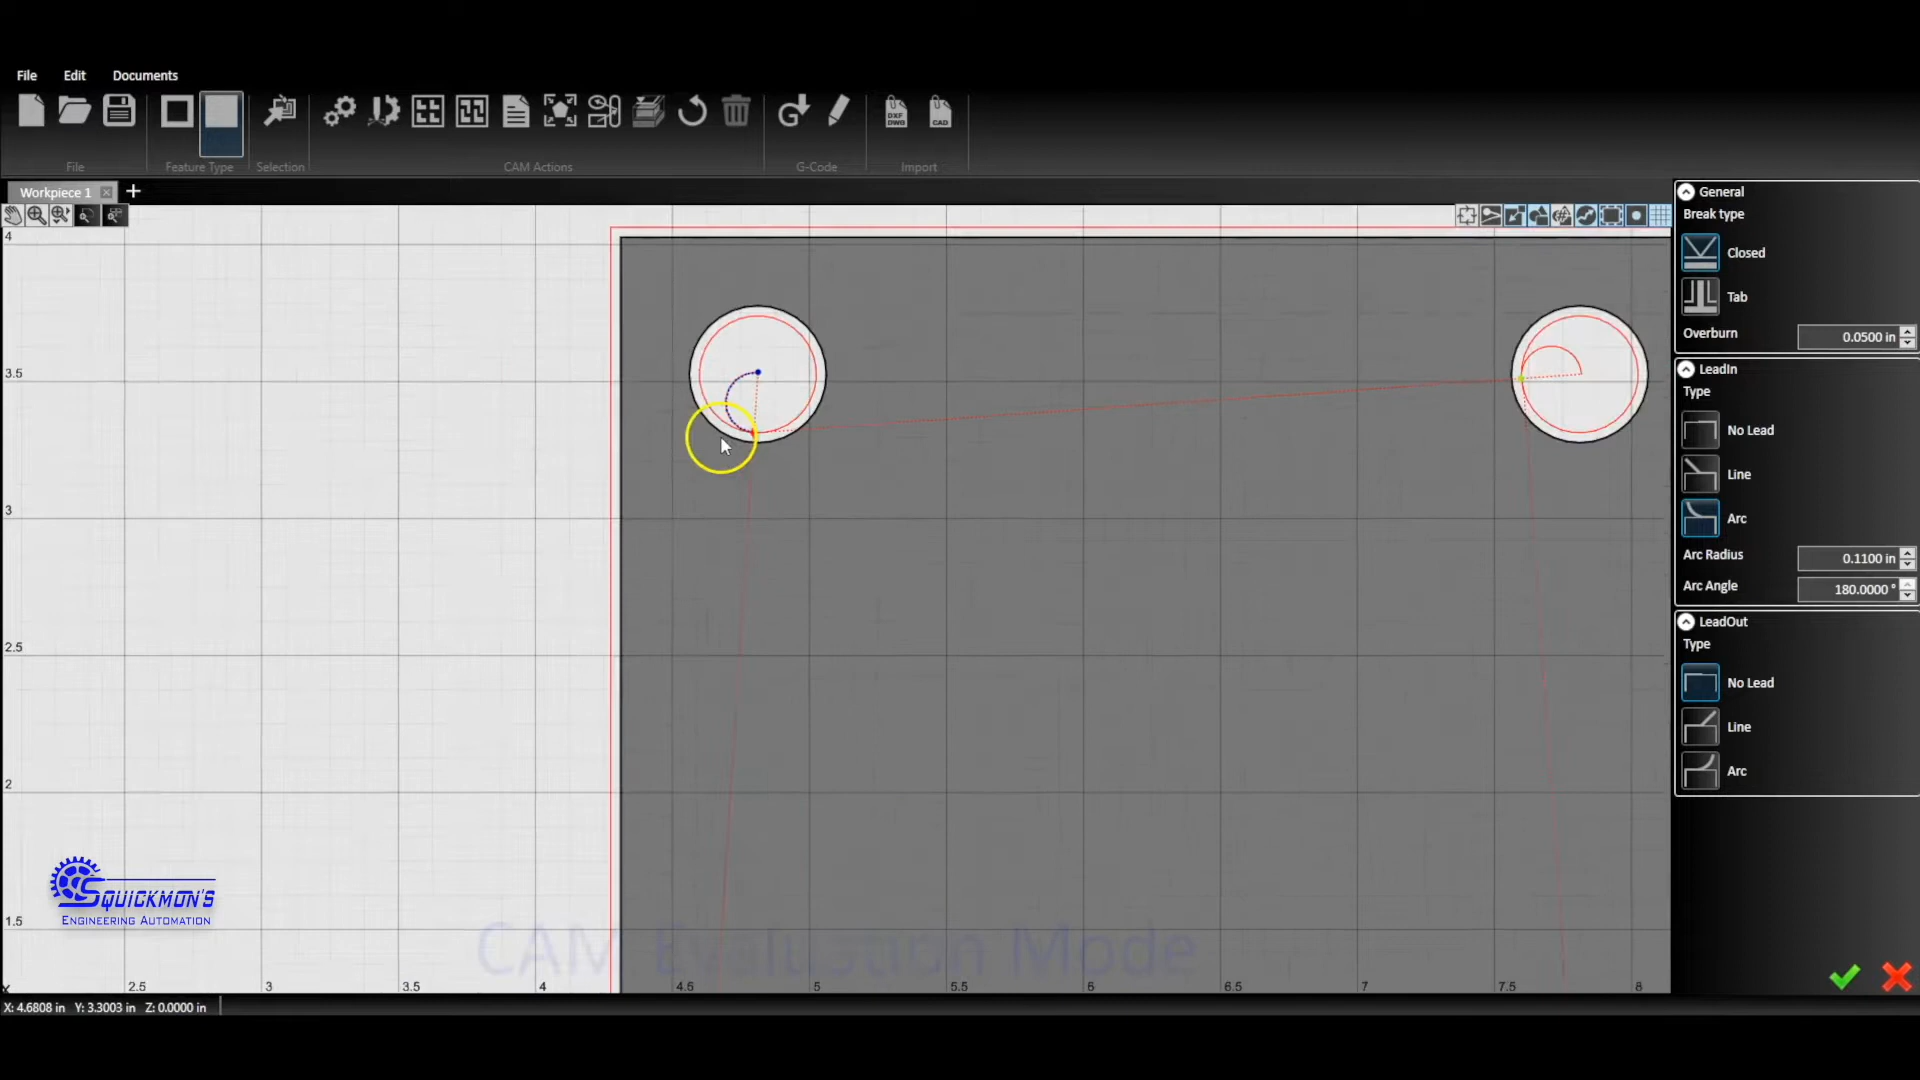 File Edit Documents
DXF
DWG
CAD
File Feature Type Selection CAM Actions G-Code Import
Workpiece 1
General
Break type
Closed
Tab
Overburn 0.0500 in
LeadIn
Type
No Lead
Line
Arc
Arc Radius 0.1100 in
Arc Angle 180.0000 °
LeadOut
Type
No Lead
Line
Arc
4
3.5
3
2.5
2
1.5
SQUICKMON'S
ENGINEERING AUTOMATION
CAM Evaluation Mode
X 2.5 3 3.5 4 4.5 5 5.5 6 6.5 7 7.5 8
X: 4.6808 in Y: 3.3003 in Z: 0.0000 in